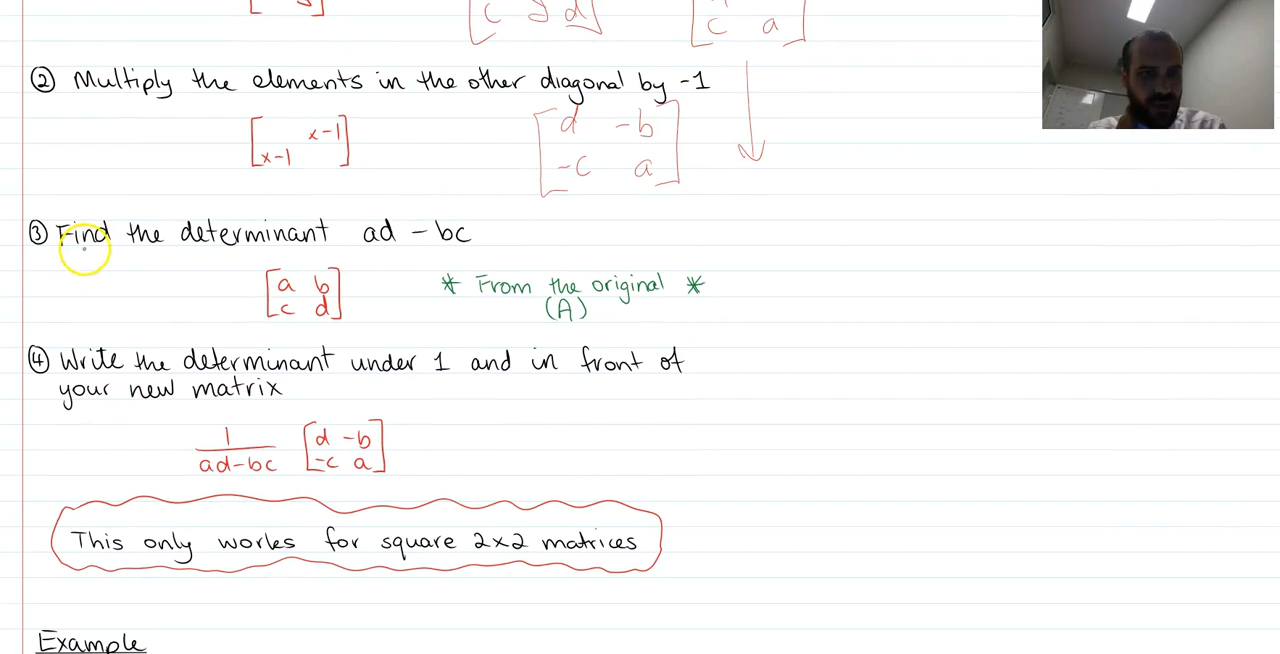 c d
c a
② Multiply the elements in the other diagonal by -1
x-1
x-1
d -b
-c a
③ Find the determinant ad - bc
a b
c d
* From the original *
(A)
④ Write the determinant under 1 and in front of
your new matrix
1
ad-bc
d -b
-c a
This only works for square 2x2 matrices
Example